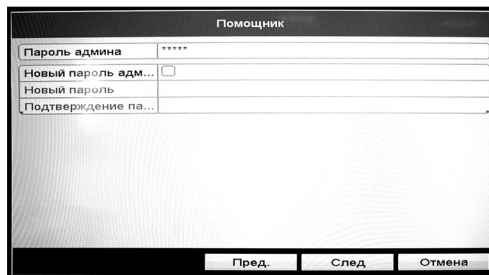 Помощник
Пароль админа *****
Новый пароль адм...
Новый пароль
Подтверждение па...
Пред. След Отмена